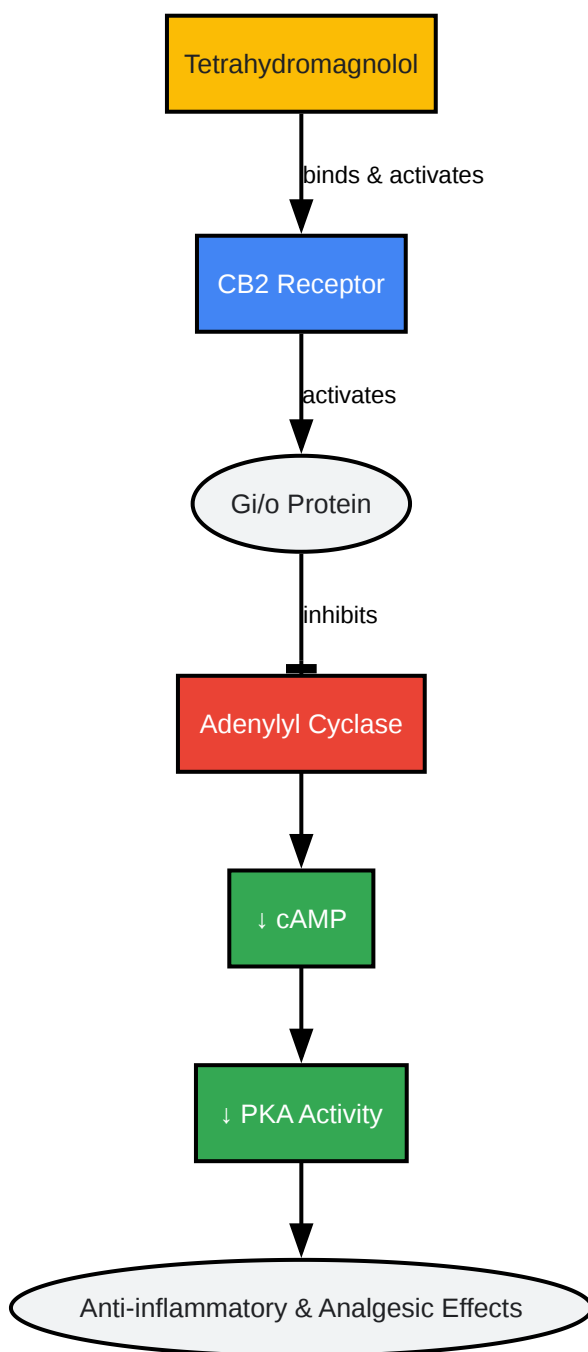 Tetrahydromagnolol
binds & activates
CB2 Receptor
activates
Gi/o Protein
inhibits
Adenylyl Cyclase
↓ cAMP
↓ PKA Activity
Anti-inflammatory & Analgesic Effects